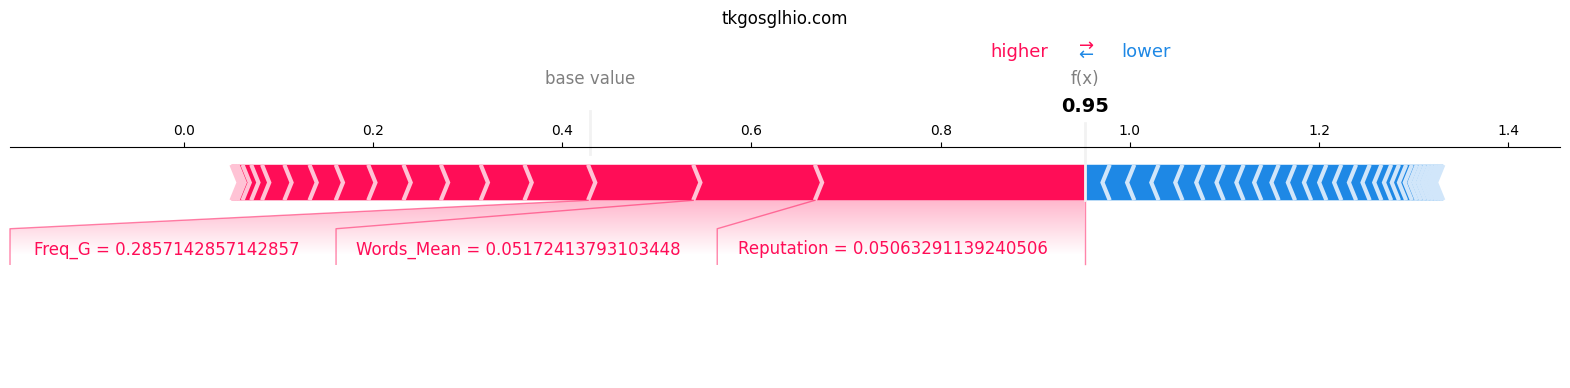 tkgosglhio.com
higher ⇄ lower
base value f(x)
0.95
0.0 0.2 0.4 0.6 0.8 1.0 1.2 1.4
Freq_G = 0.2857142857142857 Words_Mean = 0.05172413793103448 Reputation = 0.05063291139240506